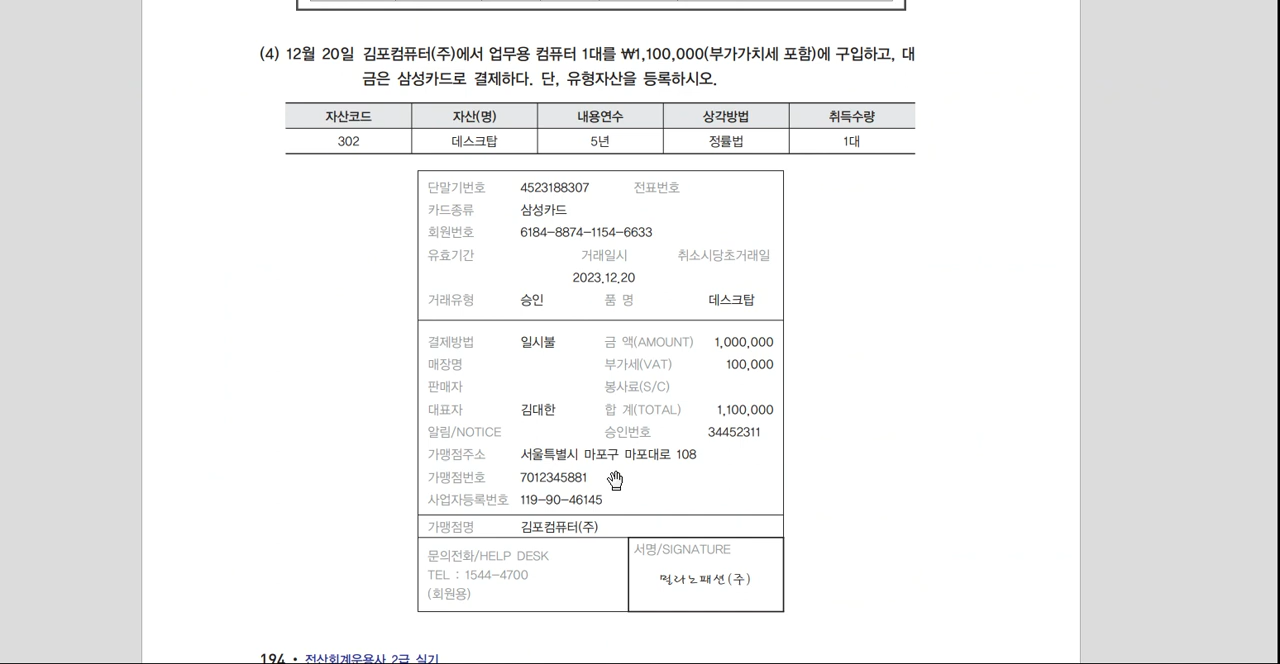 (4) 12월 20일 김포컴퓨터(주)에서 업무용 컴퓨터 1대를 ₩1,100,000(부가가치세 포함)에 구입하고, 대
금은 삼성카드로 결제하다. 단, 유형자산을 등록하시오.
자산코드 자산(명) 내용연수 상각방법 취득수량
302 데스크탑 5년 정률법 1대
단말기번호 4523188307 전표번호
카드종류 삼성카드
회원번호 6184-8874-1154-6633
유효기간 거래일시 취소시당초거래일
2023.12.20
거래유형 승인 품 명 데스크탑
결제방법 일시불 금 액(AMOUNT) 1,000,000
매장명 부가세(VAT) 100,000
판매자 봉사료(S/C)
대표자 김대한 합 계(TOTAL) 1,100,000
알림/NOTICE 승인번호 34452311
가맹점주소 서울특별시 마포구 마포대로 108
가맹점번호 7012345881
사업자등록번호 119-90-46145
가맹점명 김포컴퓨터(주)
문의전화/HELP DESK
TEL : 1544-4700
(회원용)
서명/SIGNATURE
밀라노패션(주)
194 • 전산회계운용사 2급 실기